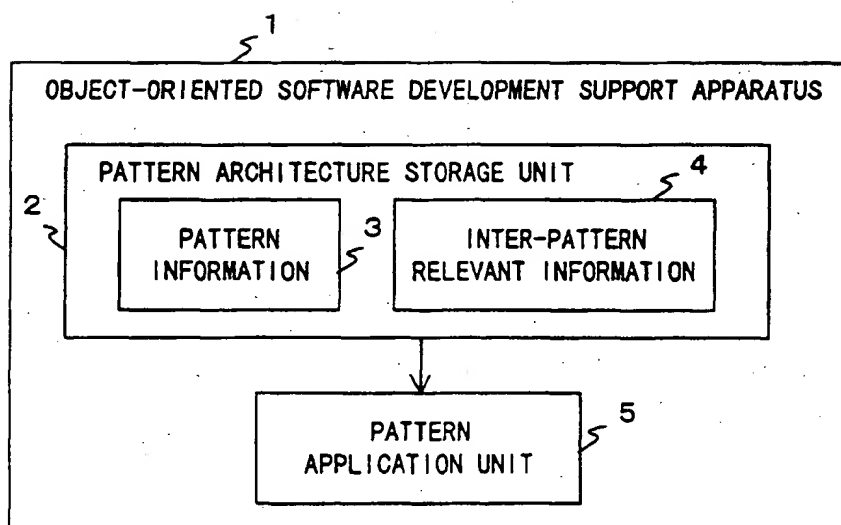 1
OBJECT-ORIENTED SOFTWARE DEVELOPMENT SUPPORT APPARATUS
PATTERN ARCHITECTURE STORAGE UNIT
4
2
PATTERN
INFORMATION
3
INTER-PATTERN
RELEVANT INFORMATION
PATTERN
APPLICATION UNIT
5